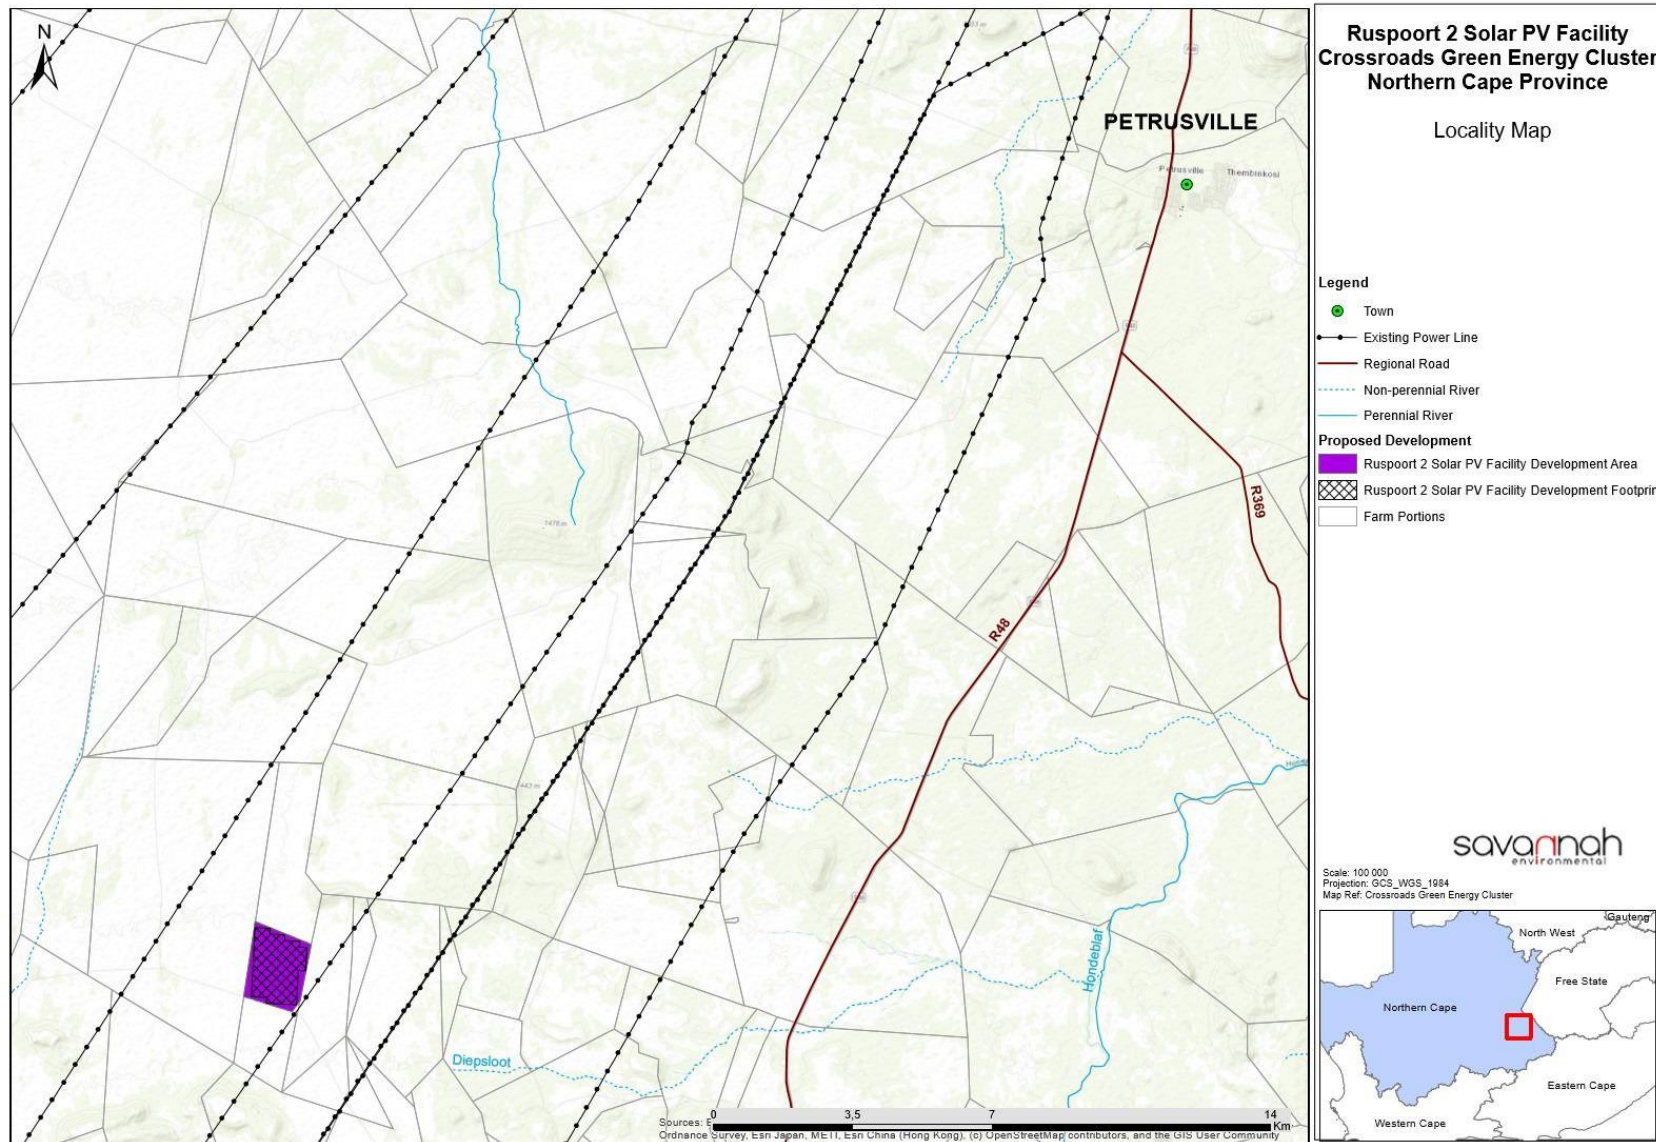 Ruspoort 2 Solar PV Facility
Crossroads Green Energy Cluster
Northern Cape Province
Locality Map
N
PETRUSVILLE
Petrusville
Thembinkosi
R369
R48
1478 m
1443 m
Hondeblaf
Diepsloot
Legend
Town
Existing Power Line
Regional Road
Non-perennial River
Perennial River
Proposed Development
Ruspoort 2 Solar PV Facility Development Area
Ruspoort 2 Solar PV Facility Development Footprin
Farm Portions
savannah
environmental
Scale: 100 000
Projection: GCS_WGS_1984
Map Ref: Crossroads Green Energy Cluster
Gauteng
North West
Free State
Northern Cape
Eastern Cape
Western Cape
0 3,5 7 14
Km
Sources: E
Ordnance Survey, Esri Japan, METI, Esri China (Hong Kong), (c) OpenStreetMap contributors, and the GIS User Community